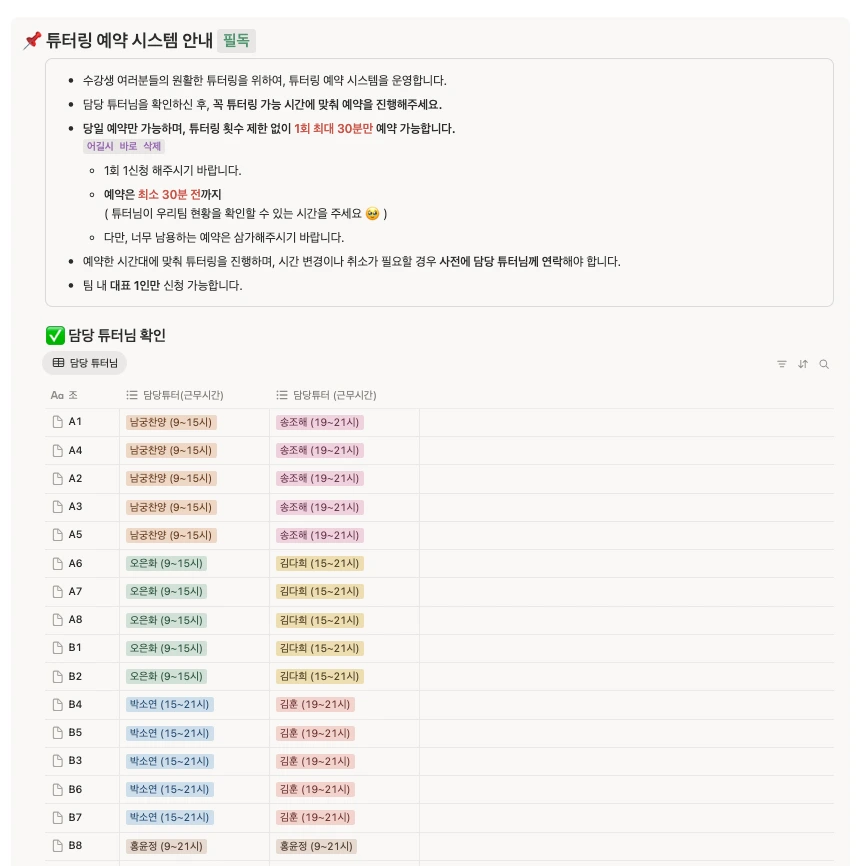 📌 튜터링 예약 시스템 안내 필독
• 수강생 여러분들의 원활한 튜터링을 위하여, 튜터링 예약 시스템을 운영합니다.
• 담당 튜터님을 확인하신 후, 꼭 튜터링 가능 시간에 맞춰 예약을 진행해주세요.
• 당일 예약만 가능하며, 튜터링 횟수 제한 없이 1회 최대 30분만 예약 가능합니다.
어길시 바로 삭제
◦ 1회 1신청 해주시기 바랍니다.
◦ 예약은 최소 30분 전까지
( 튜터님이 우리팀 현황을 확인할 수 있는 시간을 주세요 🥹 )
◦ 다만, 너무 남용하는 예약은 삼가해주시기 바랍니다.
• 예약한 시간대에 맞춰 튜터링을 진행하며, 시간 변경이나 취소가 필요할 경우 사전에 담당 튜터님께 연락해야 합니다.
• 팀 내 대표 1인만 신청 가능합니다.
✅ 담당 튜터님 확인
담당 튜터님
Aa 조 담당튜터(근무시간) 담당튜터 (근무시간)
A1 남궁찬양 (9~15시) 송조해 (19~21시)
A4 남궁찬양 (9~15시) 송조해 (19~21시)
A2 남궁찬양 (9~15시) 송조해 (19~21시)
A3 남궁찬양 (9~15시) 송조해 (19~21시)
A5 남궁찬양 (9~15시) 송조해 (19~21시)
A6 오은화 (9~15시) 김다희 (15~21시)
A7 오은화 (9~15시) 김다희 (15~21시)
A8 오은화 (9~15시) 김다희 (15~21시)
B1 오은화 (9~15시) 김다희 (15~21시)
B2 오은화 (9~15시) 김다희 (15~21시)
B4 박소연 (15~21시) 김훈 (19~21시)
B5 박소연 (15~21시) 김훈 (19~21시)
B3 박소연 (15~21시) 김훈 (19~21시)
B6 박소연 (15~21시) 김훈 (19~21시)
B7 박소연 (15~21시) 김훈 (19~21시)
B8 홍윤정 (9~21시) 홍윤정 (9~21시)